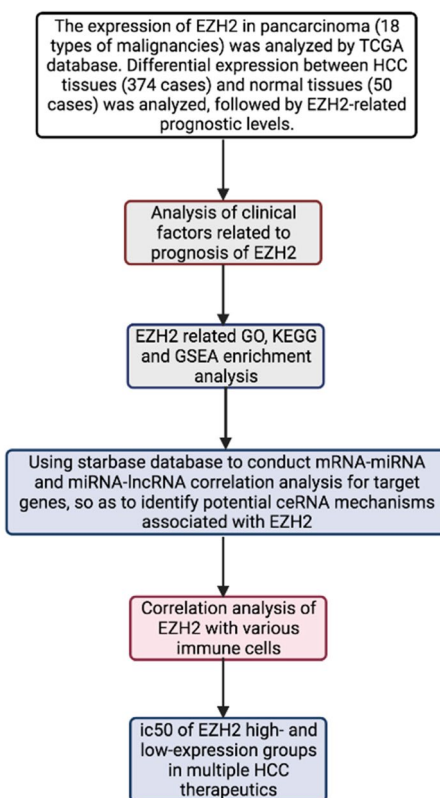 The expression of EZH2 in pancarcinoma (18
types of malignancies) was analyzed by TCGA
database. Differential expression between HCC
tissues (374 cases) and normal tissues (50
cases) was analyzed, followed by EZH2-related
prognostic levels.
Analysis of clinical
factors related to
prognosis of EZH2
EZH2 related GO, KEGG
and GSEA enrichment
analysis
Using starbase database to conduct mRNA-miRNA
and miRNA-lncRNA correlation analysis for target
genes, so as to identify potential ceRNA mechanisms
associated with EZH2
Correlation analysis of
EZH2 with various
immune cells
ic50 of EZH2 high- and
low-expression groups
in multiple HCC
therapeutics